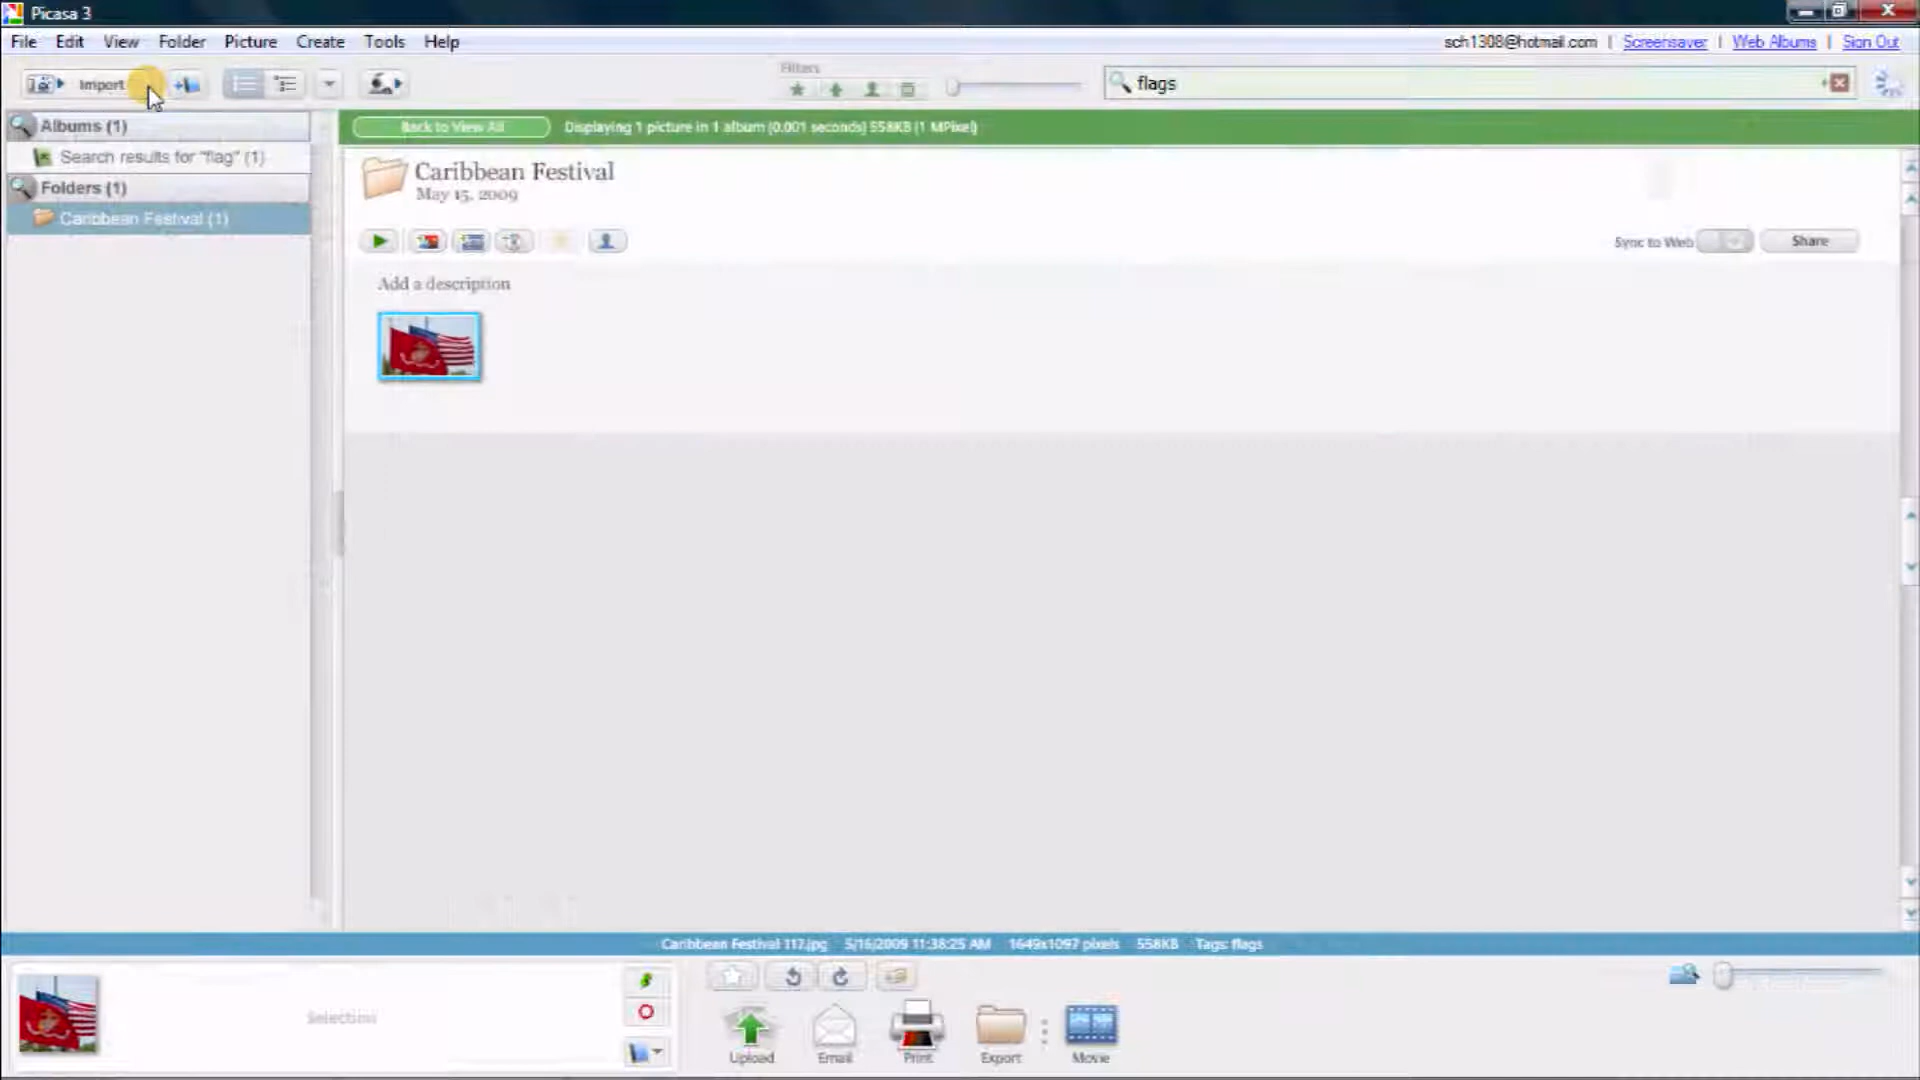 Picasa 3
File Edit View Folder Picture Create Tools Help
sch1308@hotmail.com | Screensaver | Web Albums | Sign Out
Import
Filters
flags
Albums (1)
Search results for "flag" (1)
Folders (1)
Caribbean Festival (1)
Back to View All
Displaying 1 picture in 1 album (0.001 seconds) 558KB (1 MPixel)
Caribbean Festival
May 15, 2009
Sync to Web
Share
Add a description
Caribbean Festival 117.jpg 5/16/2009 11:38:25 AM 1649x1097 pixels 558KB Tags: flags
Selection
Upload Email Print Export Movie